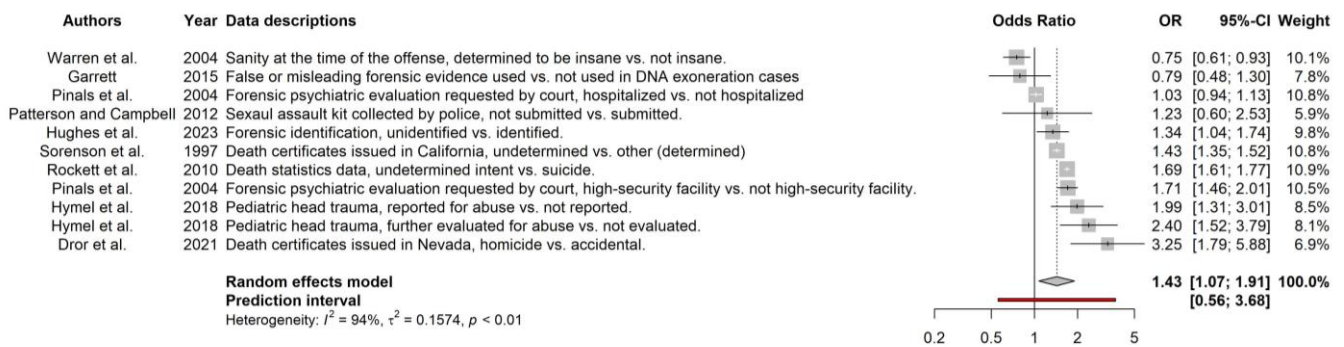 Authors Year Data descriptions Odds Ratio OR 95%-CI Weight
Warren et al. 2004 Sanity at the time of the offense, determined to be insane vs. not insane. 0.75 [0.61; 0.93] 10.1%
Garrett 2015 False or misleading forensic evidence used vs. not used in DNA exoneration cases 0.79 [0.48; 1.30] 7.8%
Pinals et al. 2004 Forensic psychiatric evaluation requested by court, hospitalized vs. not hospitalized 1.03 [0.94; 1.13] 10.8%
Patterson and Campbell 2012 Sexaul assault kit collected by police, not submitted vs. submitted. 1.23 [0.60; 2.53] 5.9%
Hughes et al. 2023 Forensic identification, unidentified vs. identified. 1.34 [1.04; 1.74] 9.8%
Sorenson et al. 1997 Death certificates issued in California, undetermined vs. other (determined) 1.43 [1.35; 1.52] 10.8%
Rockett et al. 2010 Death statistics data, undetermined intent vs. suicide. 1.69 [1.61; 1.77] 10.9%
Pinals et al. 2004 Forensic psychiatric evaluation requested by court, high-security facility vs. not high-security facility. 1.71 [1.46; 2.01] 10.5%
Hymel et al. 2018 Pediatric head trauma, reported for abuse vs. not reported. 1.99 [1.31; 3.01] 8.5%
Hymel et al. 2018 Pediatric head trauma, further evaluated for abuse vs. not evaluated. 2.40 [1.52; 3.79] 8.1%
Dror et al. 2021 Death certificates issued in Nevada, homicide vs. accidental. 3.25 [1.79; 5.88] 6.9%
Random effects model 1.43 [1.07; 1.91] 100.0%
Prediction interval [0.56; 3.68]
Heterogeneity: I² = 94%, τ² = 0.1574, p < 0.01
0.2 0.5 1 2 5